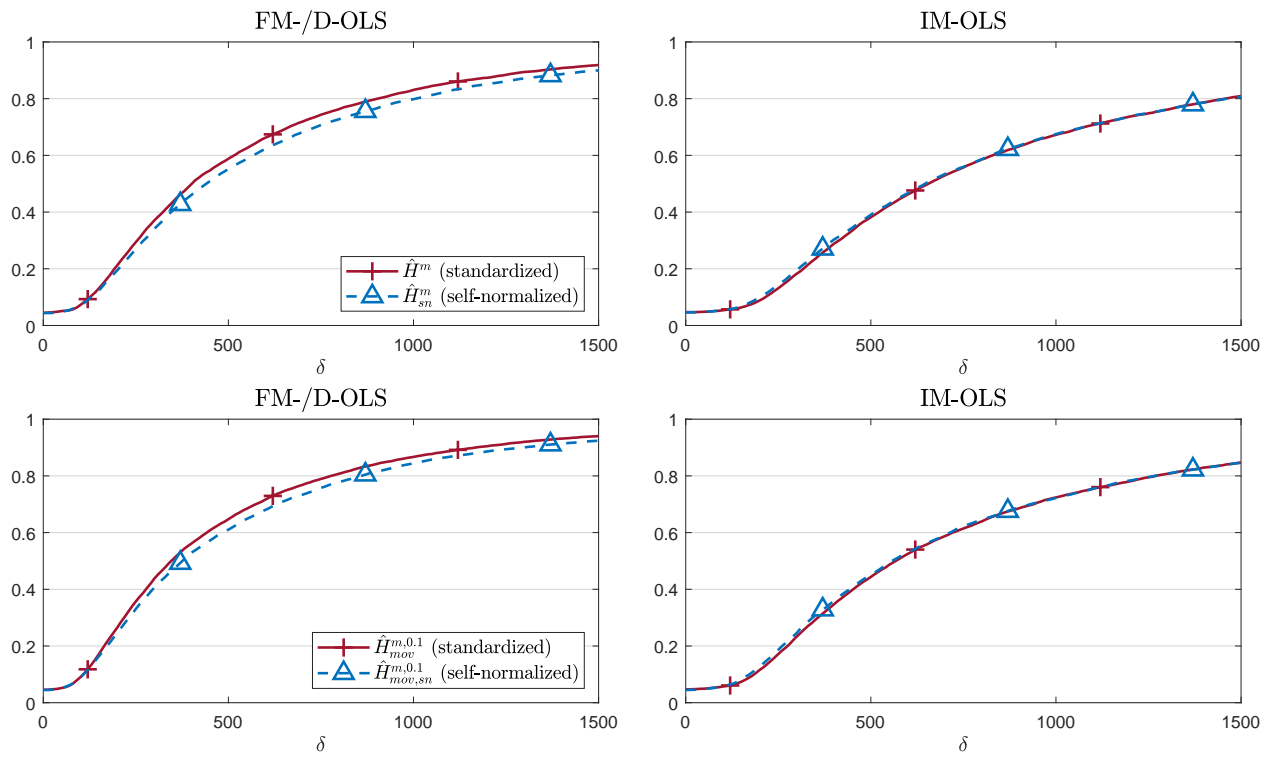 FM-/D-OLS
1
0.8
0.6
0.4
0.2
0
0 500 1000 1500
δ
Ĥ^m (standardized)
Ĥ^m_sn (self-normalized)
IM-OLS
1
0.8
0.6
0.4
0.2
0
0 500 1000 1500
δ
FM-/D-OLS
1
0.8
0.6
0.4
0.2
0
0 500 1000 1500
δ
Ĥ^{m,0.1}_{mov} (standardized)
Ĥ^{m,0.1}_{mov,sn} (self-normalized)
IM-OLS
1
0.8
0.6
0.4
0.2
0
0 500 1000 1500
δ